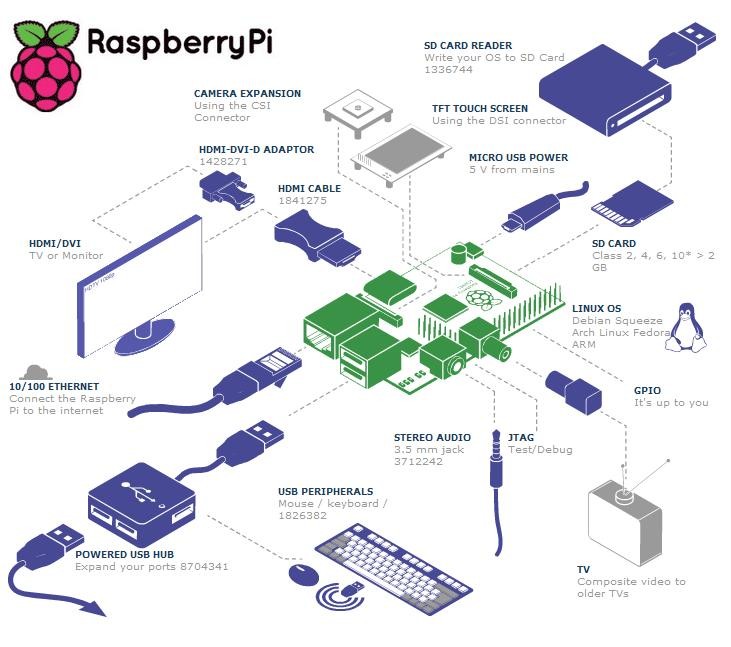 RaspberryPi
SD CARD READER
Write your OS to SD Card
1336744
CAMERA EXPANSION
Using the CSI
Connector
TFT TOUCH SCREEN
Using the DSI connector
HDMI-DVI-D ADAPTOR
1428271
MICRO USB POWER
5 V from mains
HDMI CABLE
1841275
HDMI/DVI
TV or Monitor
SD CARD
Class 2, 4, 6, 10* > 2
GB
LINUX OS
Debian Squeeze
Arch Linux Fedora
ARM
10/100 ETHERNET
Connect the Raspberry
Pi to the internet
GPIO
It's up to you
STEREO AUDIO
3.5 mm jack
3712242
JTAG
Test/Debug
USB PERIPHERALS
Mouse / keyboard /
1826382
POWERED USB HUB
Expand your ports 8704341
TV
Composite video to
older TVs